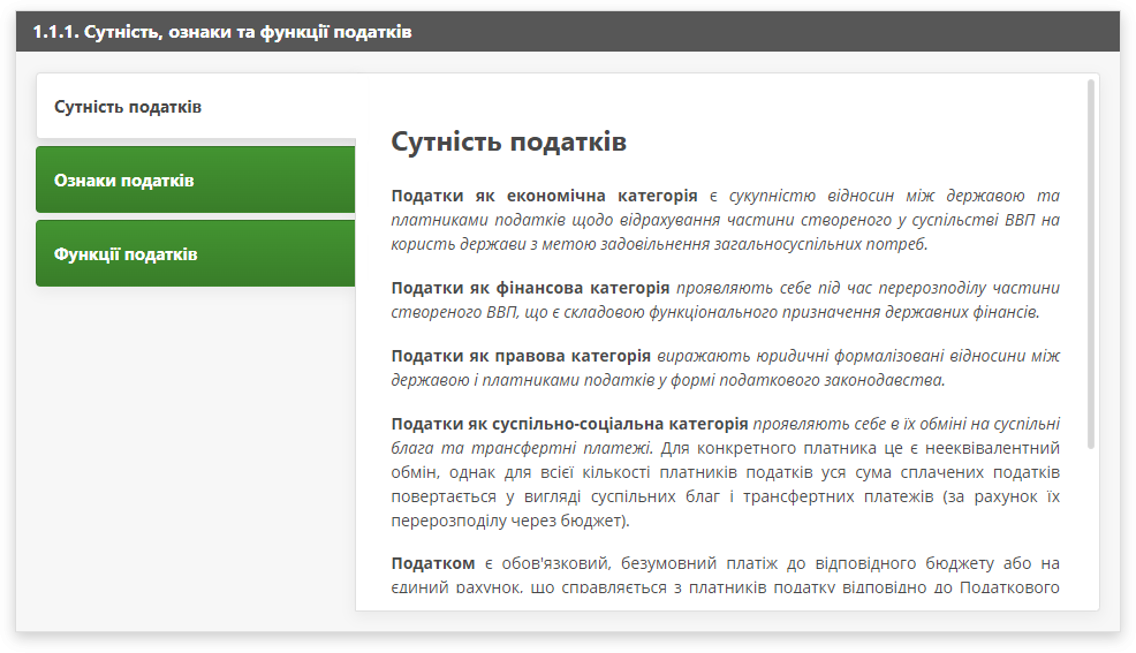 1.1.1. Сутність, ознаки та функції податків
Сутність податків
Ознаки податків
Функції податків
Сутність податків
Податки як економічна категорія є сукупністю відносин між державою та
платниками податків щодо відрахування частини створеного у суспільстві ВВП на
користь держави з метою задовільнення загальносуспільних потреб.
Податки як фінансова категорія проявляють себе під час перерозподілу частини
створеного ВВП, що є складовою функціонального призначення державних фінансів.
Податки як правова категорія виражають юридичні формалізовані відносини між
державою і платниками податків у формі податкового законодавства.
Податки як суспільно-соціальна категорія проявляють себе в їх обміні на суспільні
блага та трансфертні платежі. Для конкретного платника це є нееквівалентний
обмін, однак для всієї кількості платників податків уся сума сплачених податків
повертається у вигляді суспільних благ і трансфертних платежів (за рахунок їх
перерозподілу через бюджет).
Податком є обов'язковий, безумовний платіж до відповідного бюджету або на
єдиний рахунок, що справляється з платників податку відповідно до Податкового